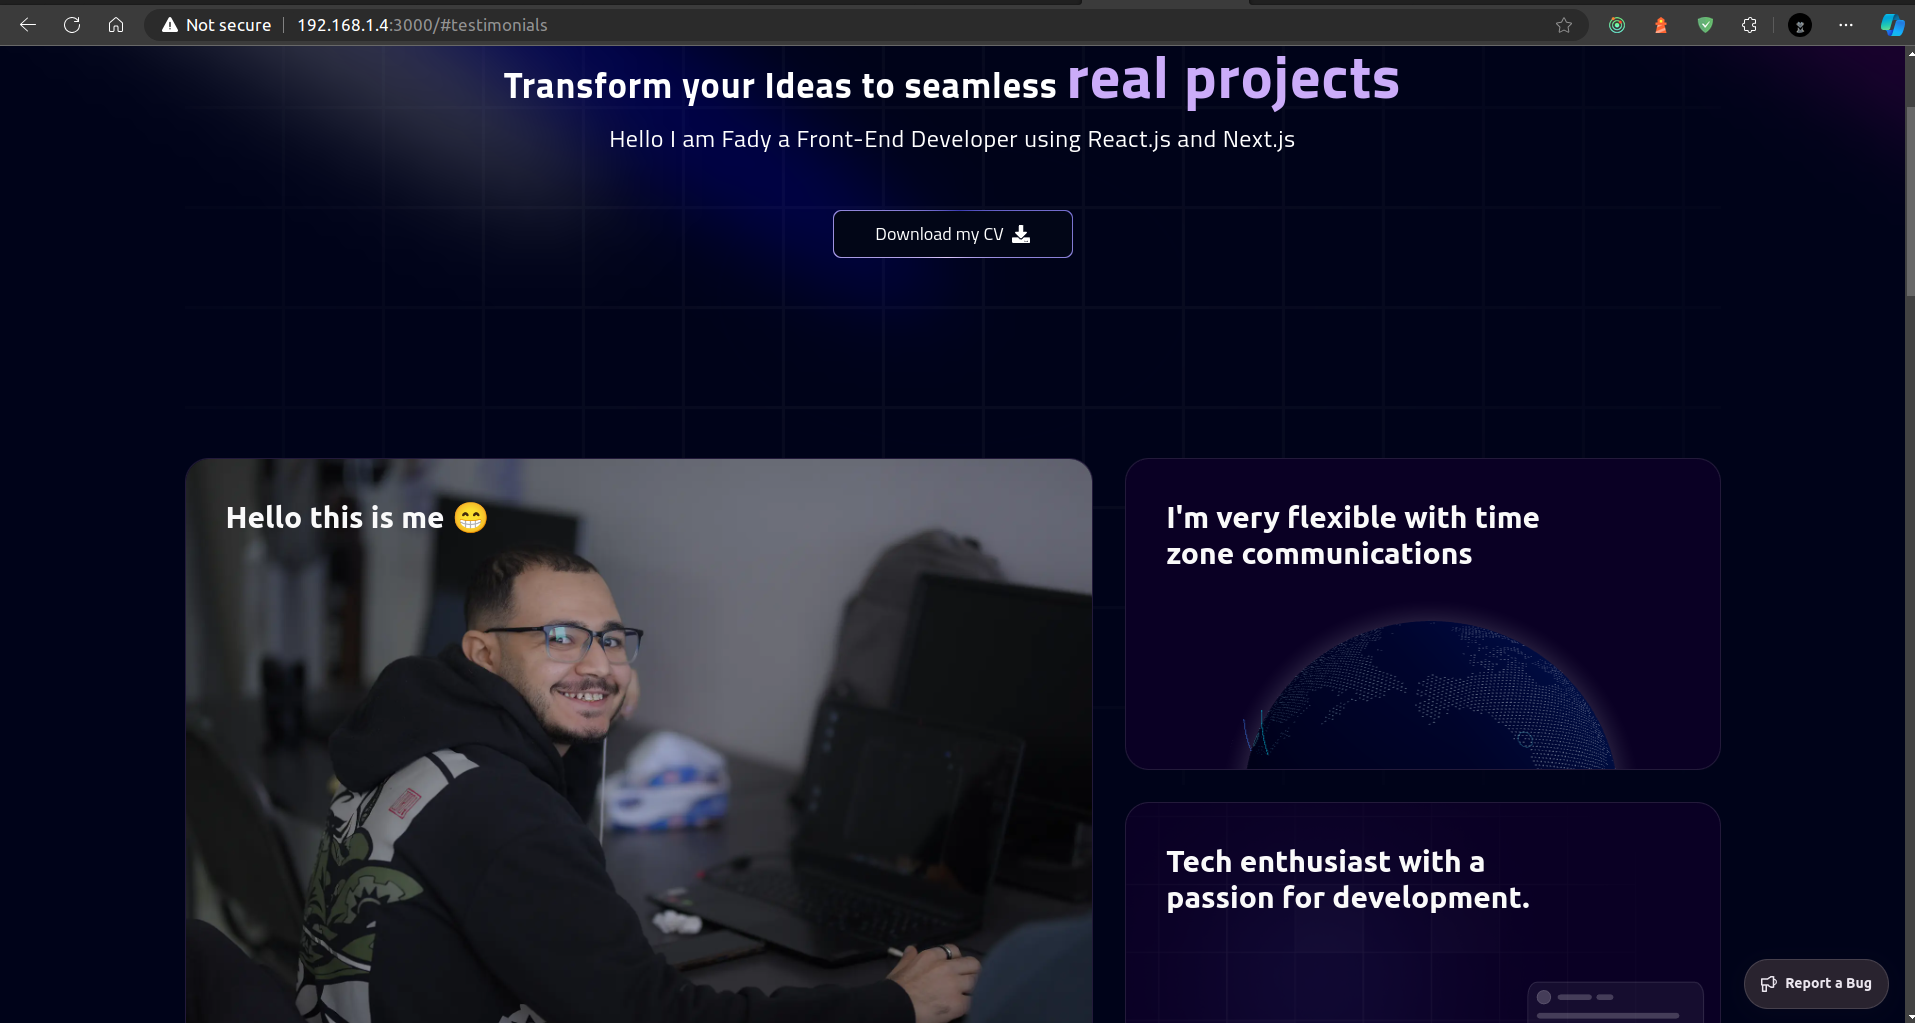 Not secure
192.168.1.4:3000/#testimonials
Transform your Ideas to seamless real projects
Hello I am Fady a Front-End Developer using React.js and Next.js
Download my CV
Hello this is me 😁
I'm very flexible with time
zone communications
Tech enthusiast with a
passion for development.
Report a Bug